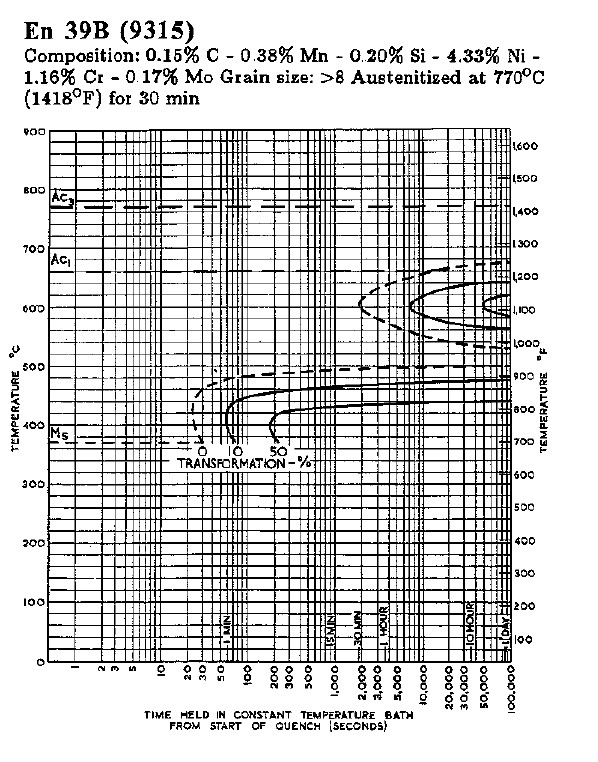 En 39B (9315)
Composition: 0.15% C - 0.38% Mn - 0.20% Si - 4.33% Ni -
1.16% Cr - 0.17% Mo Grain size: >8 Austenitized at 770°C
(1418°F) for 30 min
900
1,600
1,500
800
Ac3
1,400
1,300
700
Ac1
1,200
600
1,100
1,000
500
900
800
400
Ms
700
0 10 50
TRANSFORMATION - %
600
300
500
400
200
300
100
200
100
0
1 MIN
15 MIN
30 MIN
1 HOUR
10 HOUR
1 DAY
1 2 3 5 10 20 30 50 100 200 300 500 1,000 2,000 3,000 5,000 10,000 20,000 30,000 50,000 100,000
TEMPERATURE °C
TEMPERATURE °F
TIME HELD IN CONSTANT TEMPERATURE BATH
FROM START OF QUENCH (SECONDS)